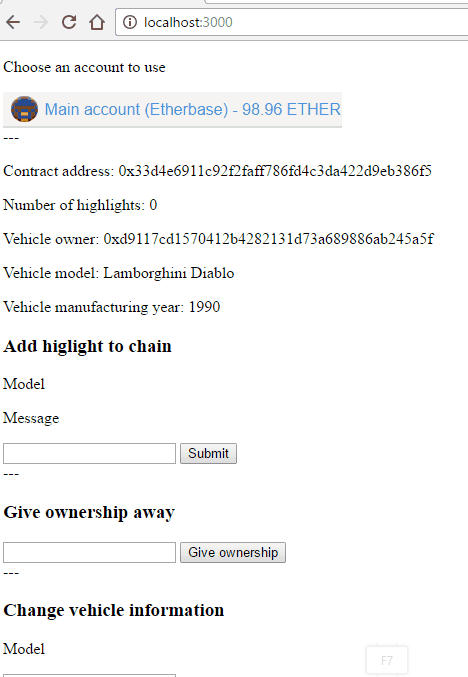 localhost:3000
Choose an account to use
Main account (Etherbase) - 98.96 ETHER
---
Contract address: 0x33d4e6911c92f2faff786fd4c3da422d9eb386f5
Number of highlights: 0
Vehicle owner: 0xd9117cd1570412b4282131d73a689886ab245a5f
Vehicle model: Lamborghini Diablo
Vehicle manufacturing year: 1990
Add higlight to chain
Model
Message
Submit
---
Give ownership away
Give ownership
---
Change vehicle information
Model
F7